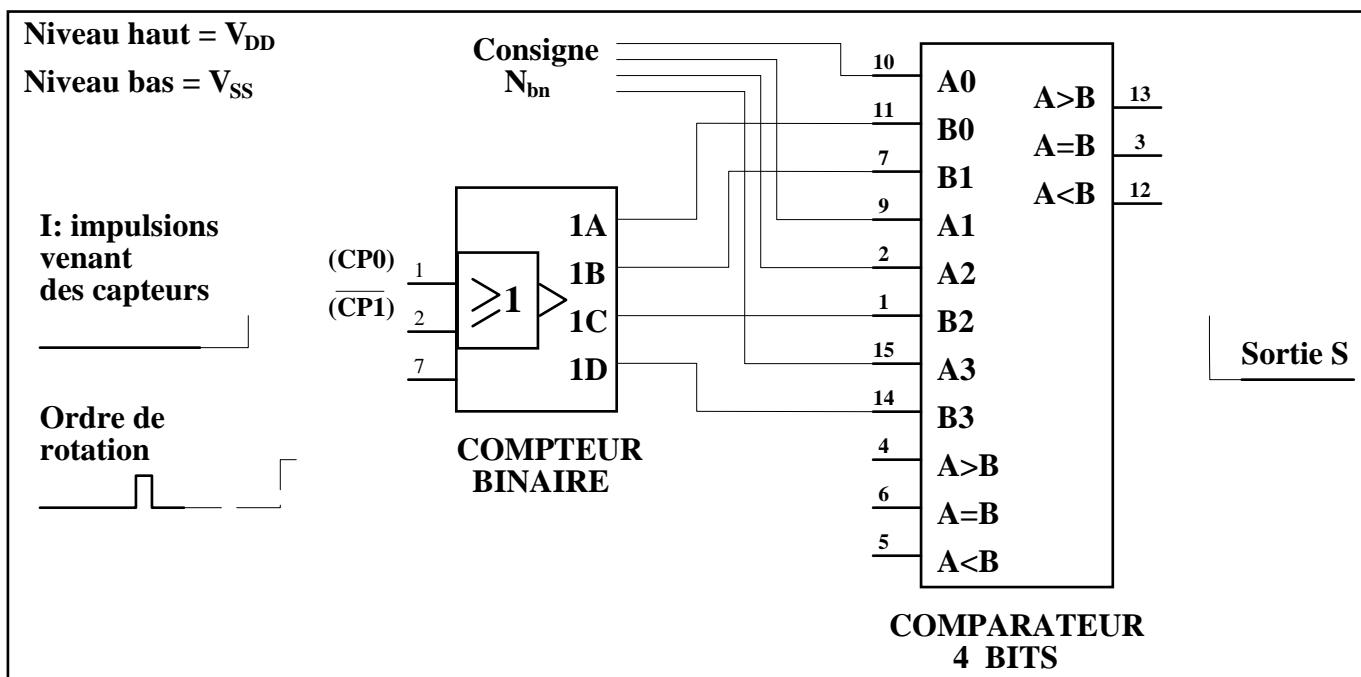 Niveau haut = VDD
Niveau bas = VSS
Consigne
Nbn
I: impulsions
venant
des capteurs
Ordre de
rotation
(CP0)
(CP1)
1
2
7
≥1
1A
1B
1C
1D
COMPTEUR
BINAIRE
10 A0
11 B0
7 B1
9 A1
2 A2
1 B2
15 A3
14 B3
4 A>B
6 A=B
5 A<B
A>B 13
A=B 3
A<B 12
COMPARATEUR
4 BITS
Sortie S